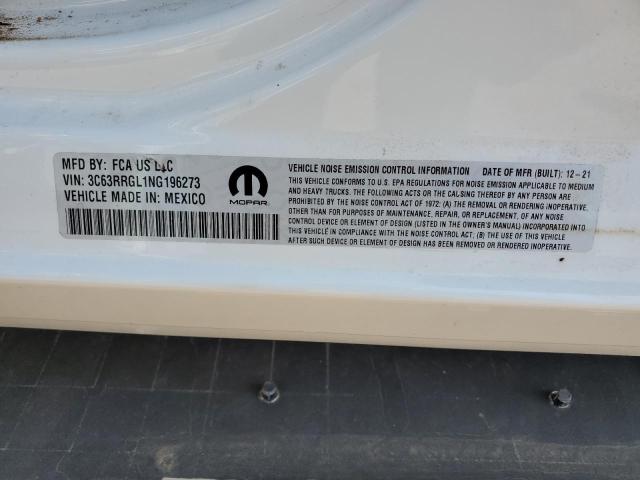 MFD BY: FCA US LLC
VIN: 3C63RRGL1NG196273
VEHICLE MADE IN: MEXICO
MOPAR
VEHICLE NOISE EMISSION CONTROL INFORMATION DATE OF MFR (BUILT): 12-21
THIS VEHICLE CONFORMS TO U.S. EPA REGULATIONS FOR NOISE EMISSION APPLICABLE TO MEDIUM
AND HEAVY TRUCKS. THE FOLLOWING ACTS OR THE CAUSING THEREOF BY ANY PERSON ARE
PROHIBITED BY THE NOISE CONTROL ACT OF 1972: (A) THE REMOVAL OR RENDERING INOPERATIVE,
OTHER THAN FOR PURPOSES OF MAINTENANCE, REPAIR, OR REPLACEMENT, OF ANY NOISE
CONTROL DEVICE OR ELEMENT OF DESIGN (LISTED IN THE OWNER'S MANUAL) INCORPORATED INTO
THIS VEHICLE IN COMPLIANCE WITH THE NOISE CONTROL ACT, (B) THE USE OF THIS VEHICLE
AFTER SUCH DEVICE OR ELEMENT OF DESIGN HAS BEEN REMOVED OR RENDERED INOPERATIVE.